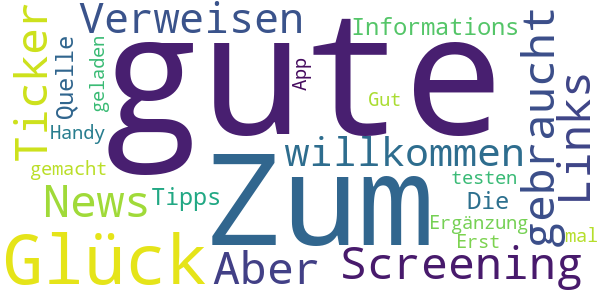 Verweisen
Informations
gute
Ticker
Quelle
geladen
App
Gut
gebraucht
Links
Handy
willkommen
gemacht
Zum
testen
News
Tipps
Die
Ergänzung
Erst
mal
Glück
Aber
Screening